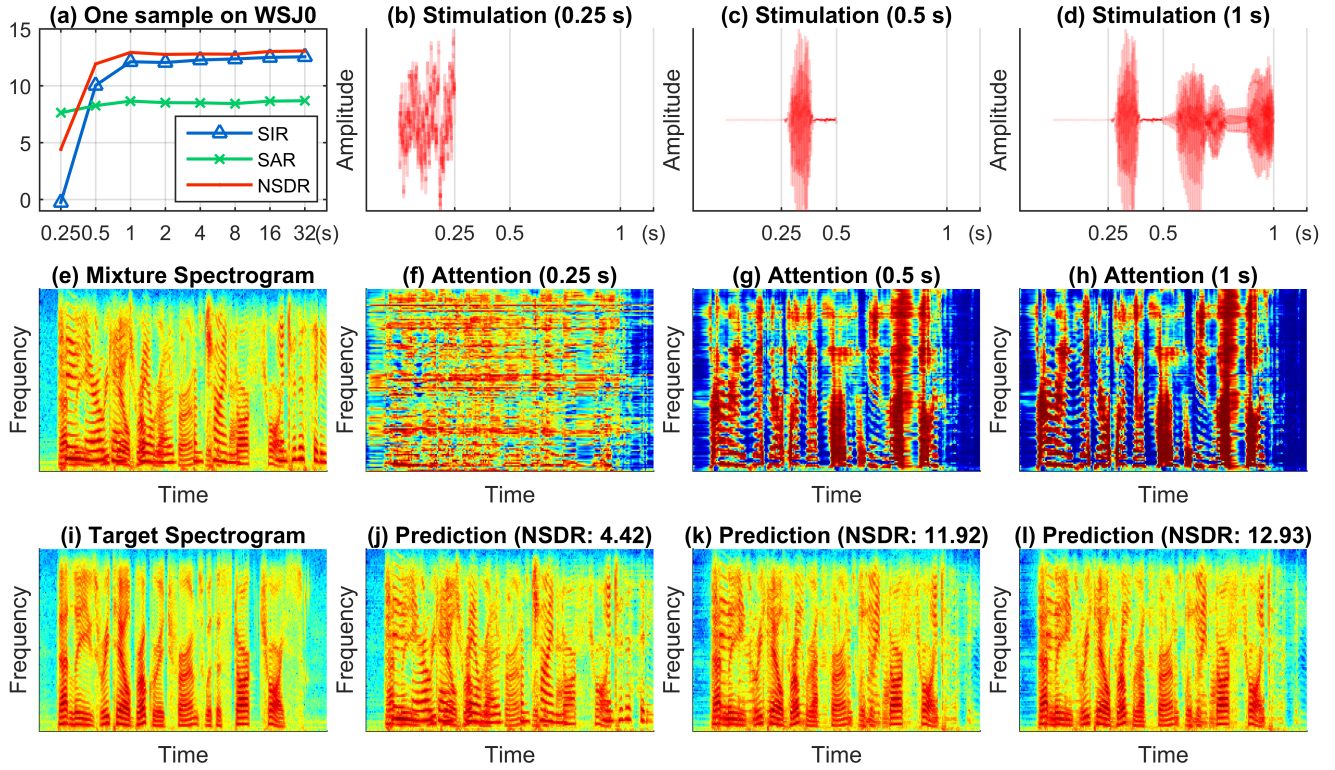 (a) One sample on WSJ0
15
10
5
0
SIR
SAR
NSDR
0.25 0.5 1 2 4 8 16 32(s)
(b) Stimulation (0.25 s)
Amplitude
0.25 0.5 1 (s)
(c) Stimulation (0.5 s)
Amplitude
0.25 0.5 1 (s)
(d) Stimulation (1 s)
Amplitude
0.25 0.5 1 (s)
(e) Mixture Spectrogram
Frequency
Time
(f) Attention (0.25 s)
Frequency
Time
(g) Attention (0.5 s)
Frequency
Time
(h) Attention (1 s)
Frequency
Time
(i) Target Spectrogram
Frequency
Time
(j) Prediction (NSDR: 4.42)
Frequency
Time
(k) Prediction (NSDR: 11.92)
Frequency
Time
(l) Prediction (NSDR: 12.93)
Frequency
Time